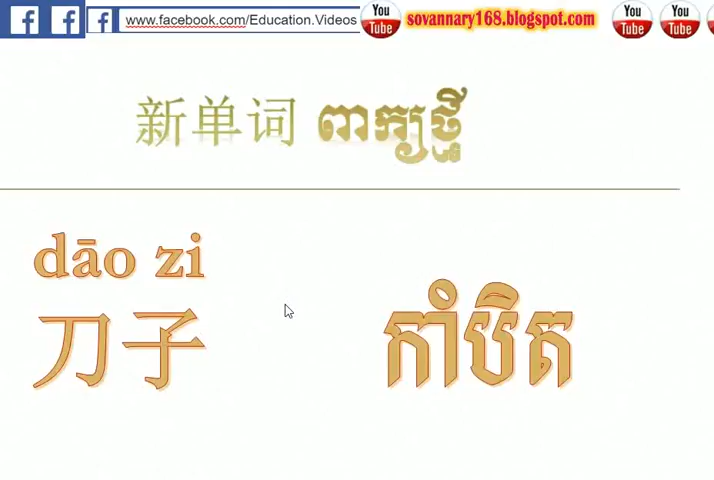 www.facebook.com/Education.Videos
sovannary168.blogspot.com
You Tube
You Tube
You Tube
新单词 ពាក្យថ្មី
dāo zi
刀子 កាំបិត